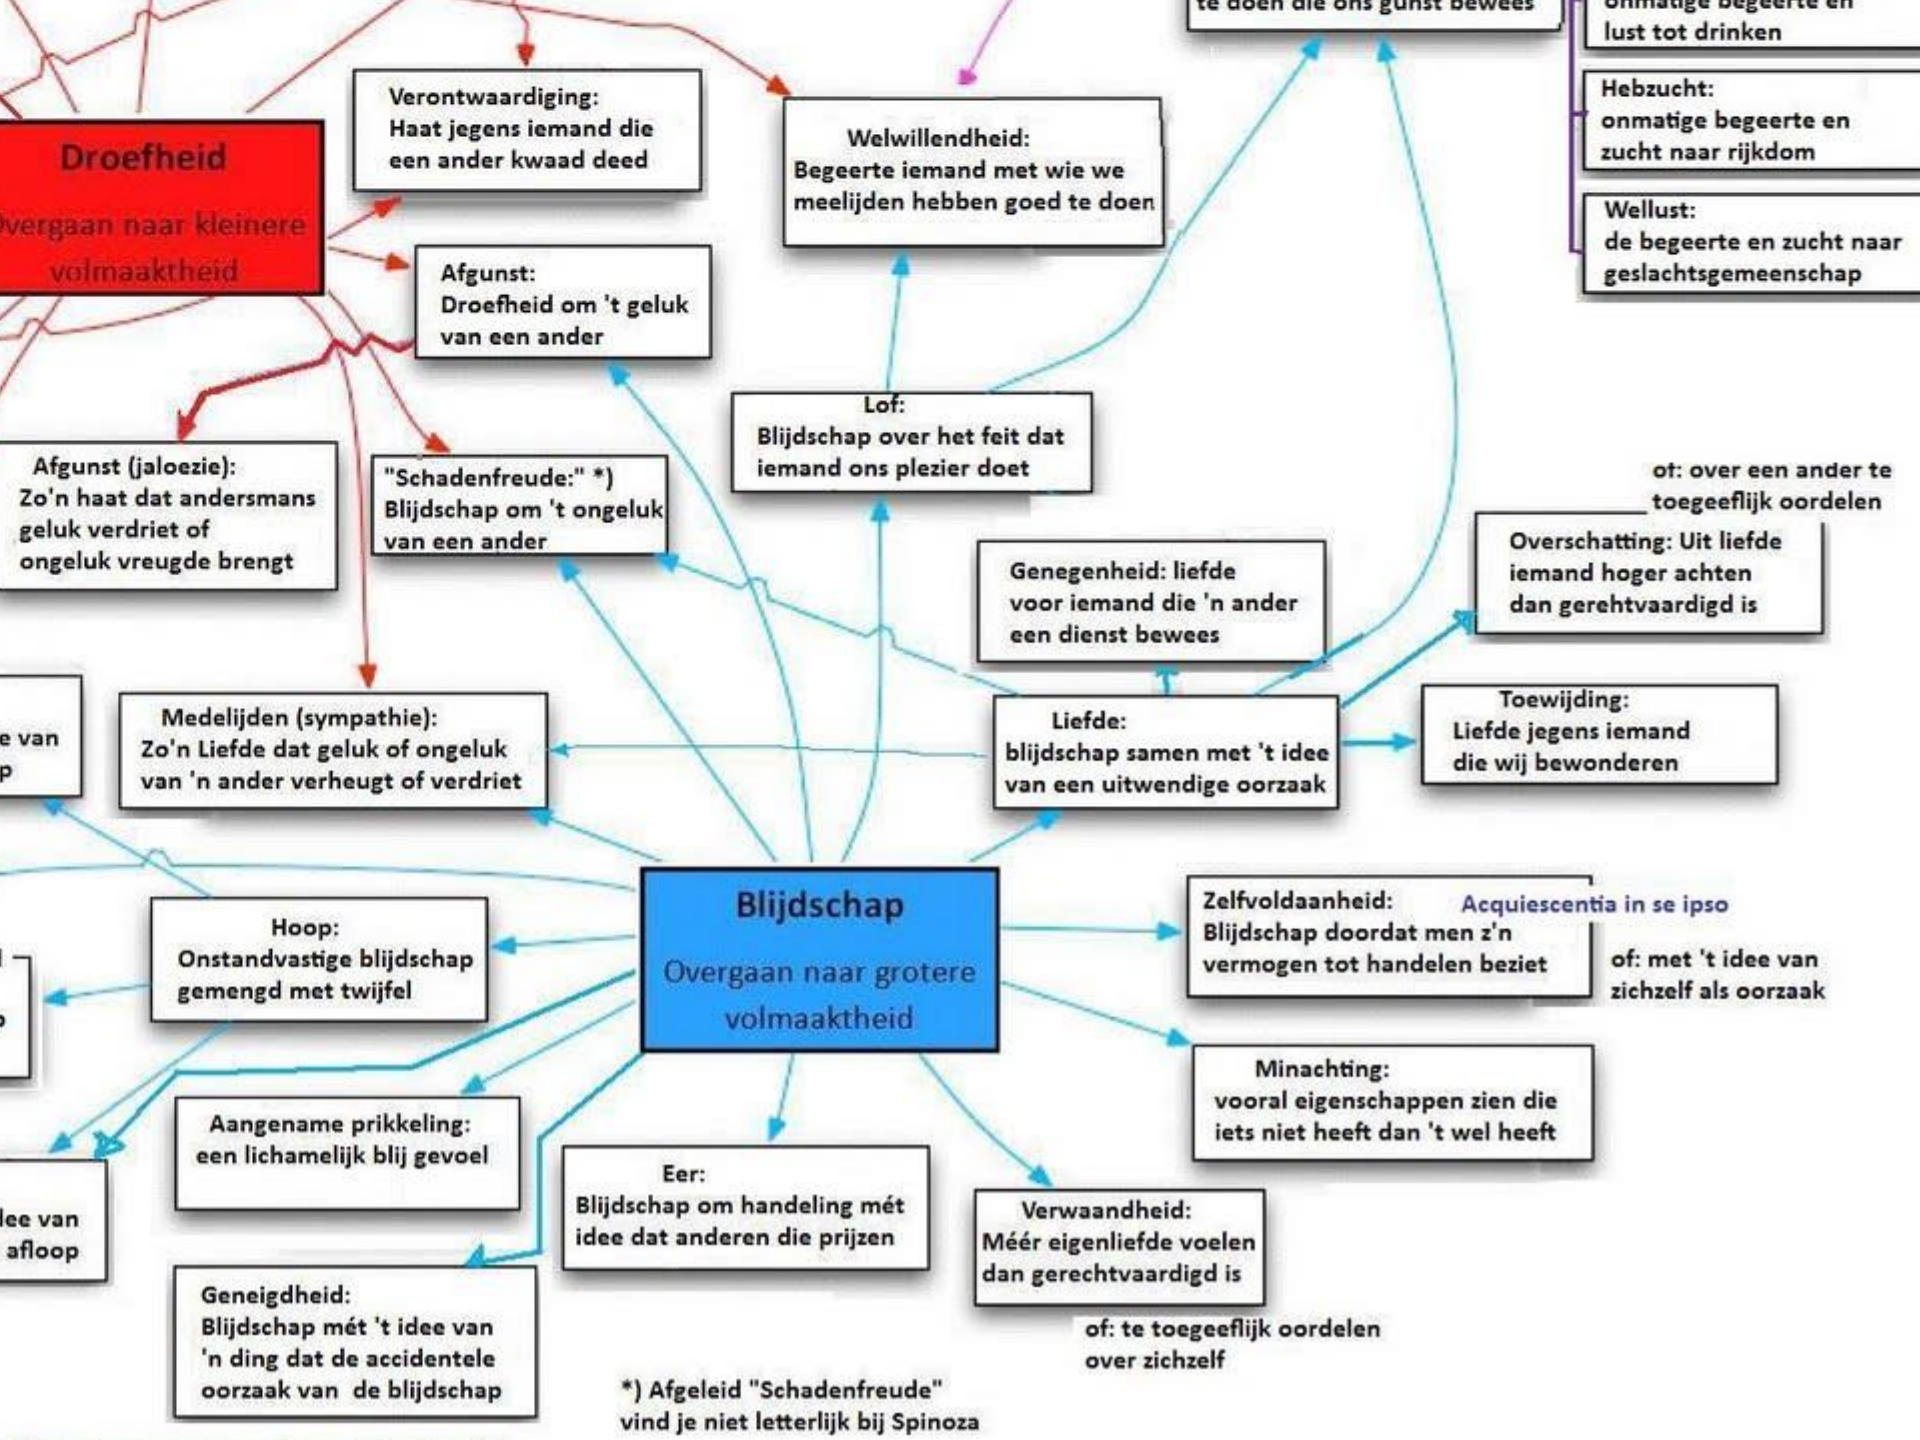 te doen die ons gunst bewees
onmatige begeerte en
lust tot drinken
Hebzucht:
onmatige begeerte en
zucht naar rijkdom
Wellust:
de begeerte en zucht naar
geslachtsgemeenschap
Verontwaardiging:
Haat jegens iemand die
een ander kwaad deed
Welwillendheid:
Begeerte iemand met wie we
meelijden hebben goed te doen
Droefheid
Overgaan naar kleinere
volmaaktheid
Afgunst:
Droefheid om 't geluk
van een ander
Lof:
Blijdschap over het feit dat
iemand ons plezier doet
Afgunst (jaloezie):
Zo'n haat dat andersmans
geluk verdriet of
ongeluk vreugde brengt
"Schadenfreude:" *)
Blijdschap om 't ongeluk
van een ander
of: over een ander te
toegeeflijk oordelen
Overschatting: Uit liefde
iemand hoger achten
dan gerehtvaardigd is
Genegenheid: liefde
voor iemand die 'n ander
een dienst bewees
e van
p
Medelijden (sympathie):
Zo'n Liefde dat geluk of ongeluk
van 'n ander verheugt of verdriet
Liefde:
blijdschap samen met 't idee
van een uitwendige oorzaak
Toewijding:
Liefde jegens iemand
die wij bewonderen
Hoop:
Onstandvastige blijdschap
gemengd met twijfel
Blijdschap
Overgaan naar grotere
volmaaktheid
Zelfvoldaanheid: Acquiescentia in se ipso
Blijdschap doordat men z'n
vermogen tot handelen beziet
of: met 't idee van
zichzelf als oorzaak
Minachting:
vooral eigenschappen zien die
iets niet heeft dan 't wel heeft
Aangename prikkeling:
een lichamelijk blij gevoel
Eer:
Blijdschap om handeling mét
idee dat anderen die prijzen
Verwaandheid:
Méér eigenliefde voelen
dan gerechtvaardigd is
of: te toegeeflijk oordelen
over zichzelf
dee van
afloop
Geneigdheid:
Blijdschap mét 't idee van
'n ding dat de accidentele
oorzaak van de blijdschap
*) Afgeleid "Schadenfreude"
vind je niet letterlijk bij Spinoza